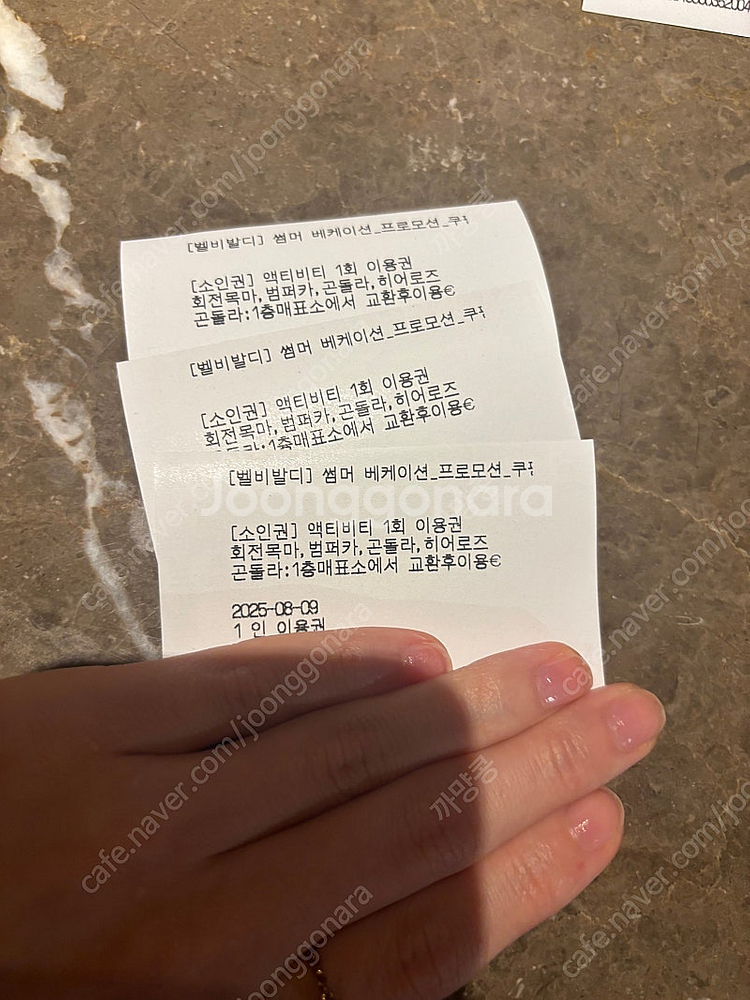 [벨비발디] 썸머 베케이션_프로모션_쿠
[소인권] 액티비티 1회 이용권
회전목마,범퍼카,곤돌라,히어로즈
곤돌라:1층매표소에서 교환후이용€
[벨비발디] 썸머 베케이션_프로모션_쿠
[소인권] 액티비티 1회 이용권
회전목마,범퍼카,곤돌라,히어로즈
곤돌라:1층매표소에서 교환후이용€
[벨비발디] 썸머 베케이션_프로모션_쿠
Joonggonara
[소인권] 액티비티 1회 이용권
회전목마,범퍼카,곤돌라,히어로즈
곤돌라:1층매표소에서 교환후이용€
2025-08-09
1 인 이용권
까망콩
cafe.naver.com/joonggonara